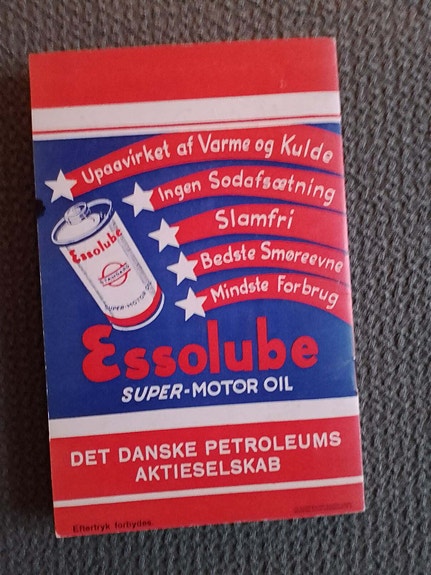 Upaavirket af Varme og Kulde
Ingen Sodafsætning
Slamfri
Bedste Smøreevne
Mindste Forbrug
Essolube
STANDARD
SUPER-MOTOR OIL
Essolube
SUPER-MOTOR OIL
DET DANSKE PETROLEUMS
AKTIESELSKAB
Eftertryk forbydes.